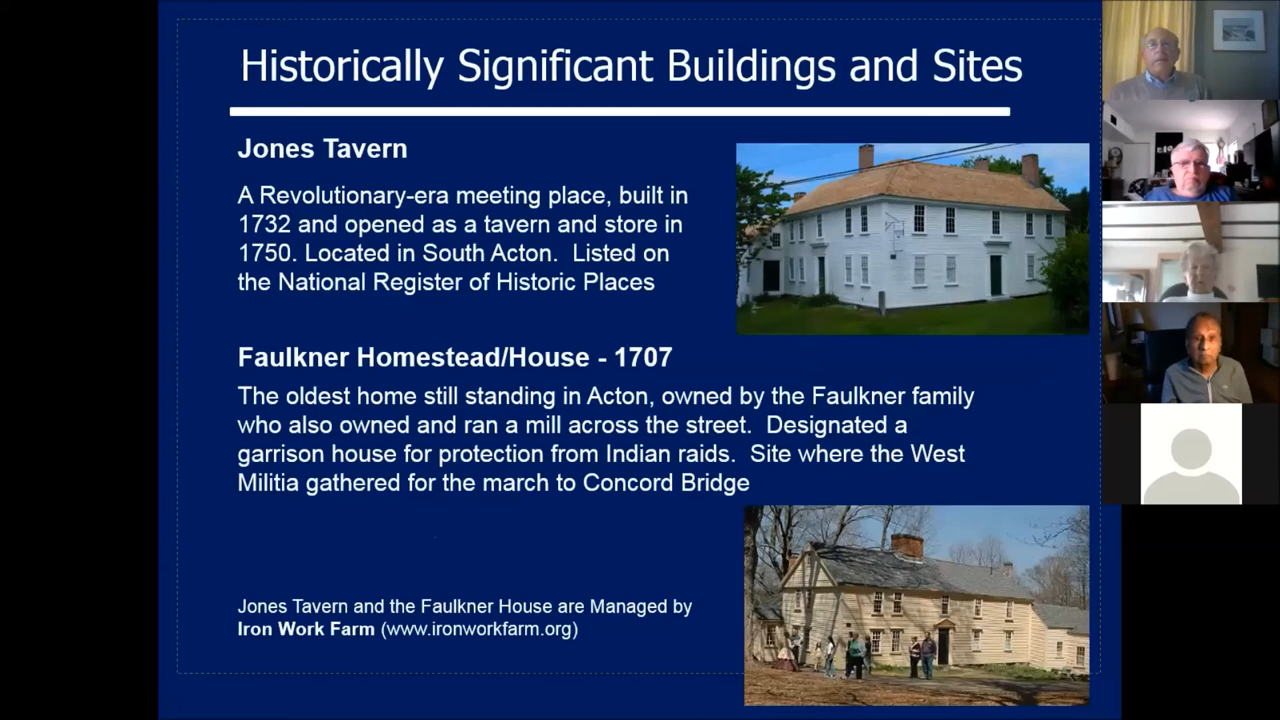 Historically Significant Buildings and Sites
Jones Tavern
A Revolutionary-era meeting place, built in
1732 and opened as a tavern and store in
1750. Located in South Acton.  Listed on
the National Register of Historic Places
Faulkner Homestead/House - 1707
The oldest home still standing in Acton, owned by the Faulkner family
who also owned and ran a mill across the street.  Designated a
garrison house for protection from Indian raids.  Site where the West
Militia gathered for the march to Concord Bridge
Jones Tavern and the Faulkner House are Managed by
Iron Work Farm (www.ironworkfarm.org)